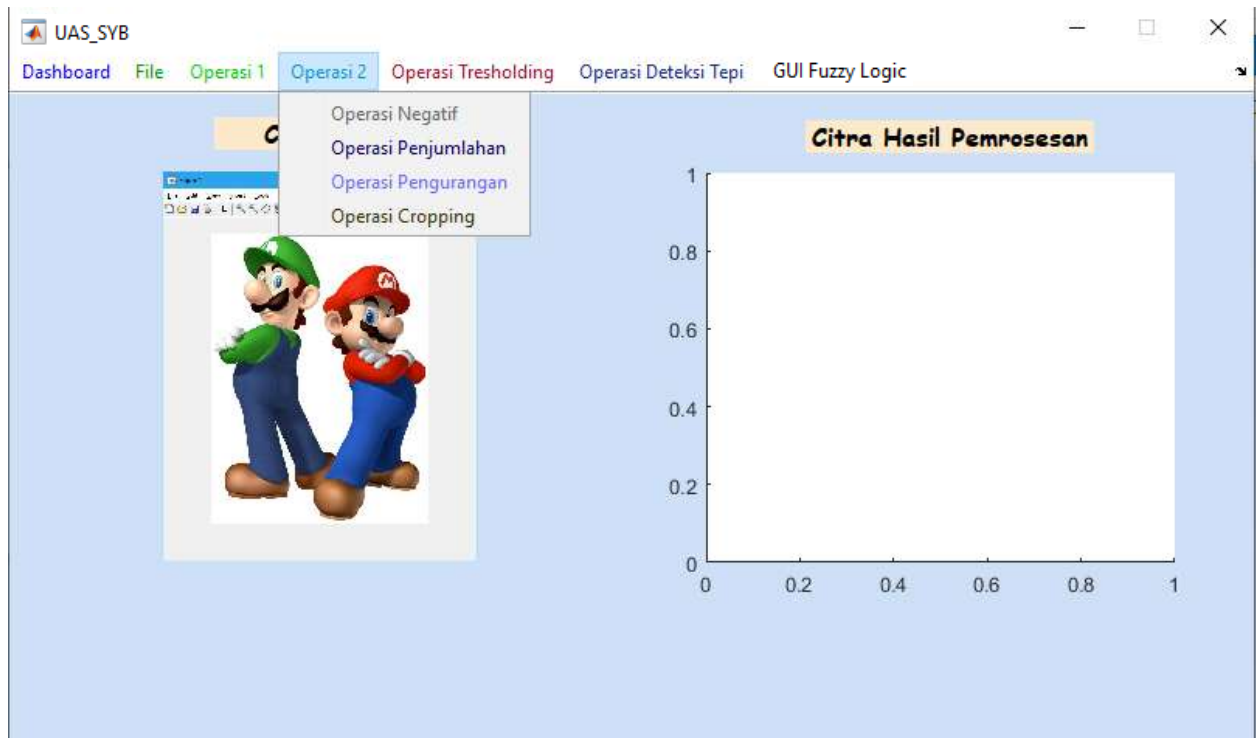 UAS_SYB
Dashboard File Operasi 1 Operasi 2 Operasi Tresholding Operasi Deteksi Tepi GUI Fuzzy Logic
Operasi Negatif
Operasi Penjumlahan
Operasi Pengurangan
Operasi Cropping
Citra Hasil Pemrosesan
1
0.8
0.6
0.4
0.2
0
0 0.2 0.4 0.6 0.8 1
M